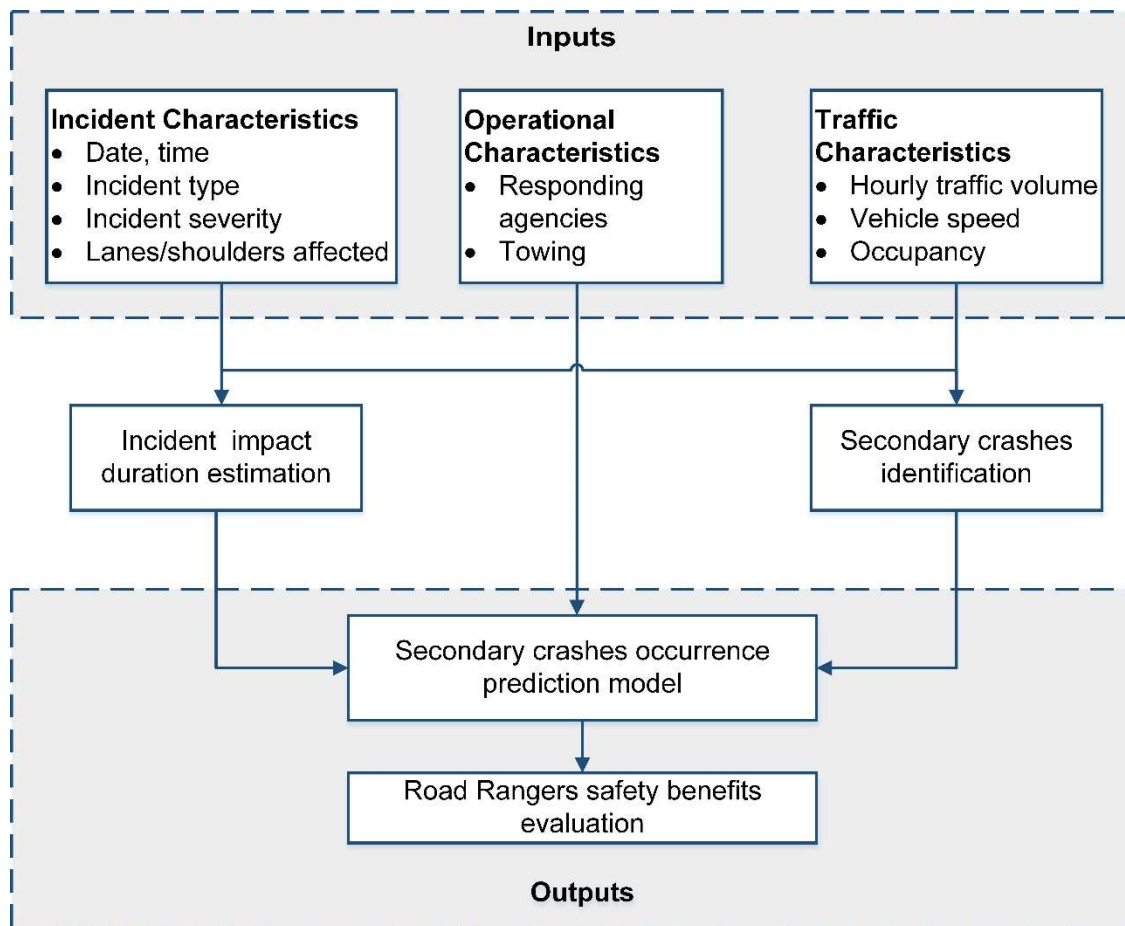 Inputs
Incident Characteristics
• Date, time
• Incident type
• Incident severity
• Lanes/shoulders affected
Operational
Characteristics
• Responding
agencies
• Towing
Traffic
Characteristics
• Hourly traffic volume
• Vehicle speed
• Occupancy
Incident impact
duration estimation
Secondary crashes
identification
Secondary crashes occurrence
prediction model
Road Rangers safety benefits
evaluation
Outputs